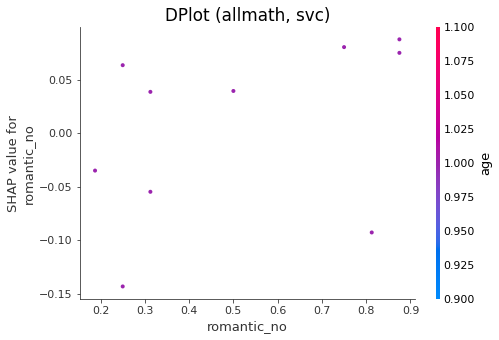 DPlot (allmath, svc)
SHAP value for
romantic_no
0.05
0.00
−0.05
−0.10
−0.15
0.2 0.3 0.4 0.5 0.6 0.7 0.8 0.9
romantic_no
1.100
1.075
1.050
1.025
1.000
0.975
0.950
0.925
0.900
age